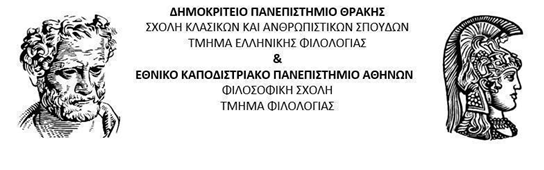 ΔΗΜΟΚΡΙΤΕΙΟ ΠΑΝΕΠΙΣΤΗΜΙΟ ΘΡΑΚΗΣ
ΣΧΟΛΗ ΚΛΑΣΙΚΩΝ ΚΑΙ ΑΝΘΡΩΠΙΣΤΙΚΩΝ ΣΠΟΥΔΩΝ
ΤΜΗΜΑ ΕΛΛΗΝΙΚΗΣ ΦΙΛΟΛΟΓΙΑΣ
&
ΕΘΝΙΚΟ ΚΑΠΟΔΙΣΤΡΙΑΚΟ ΠΑΝΕΠΙΣΤΗΜΙΟ ΑΘΗΝΩΝ
ΦΙΛΟΣΟΦΙΚΗ ΣΧΟΛΗ
ΤΜΗΜΑ ΦΙΛΟΛΟΓΙΑΣ